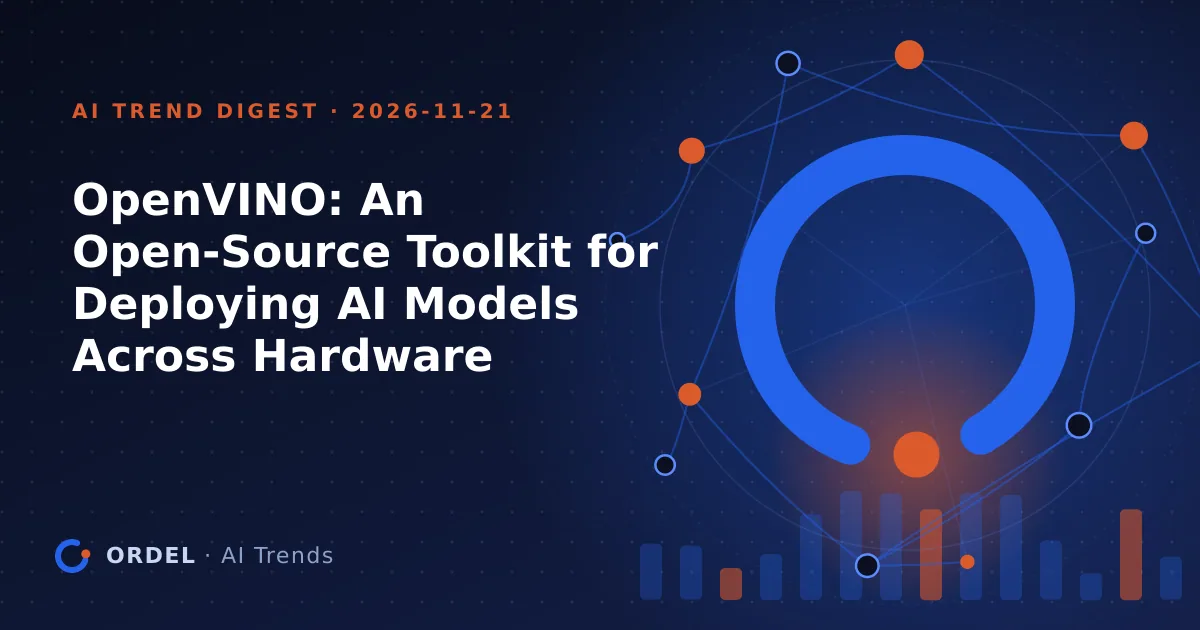 AI TREND DIGEST · 2026-11-21
OpenVINO: An
Open-Source Toolkit for
Deploying AI Models
Across Hardware
ORDEL · AI Trends